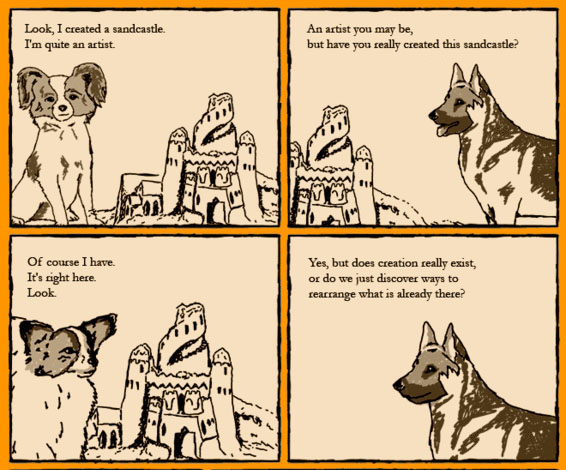 Look, I created a sandcastle.
I'm quite an artist.
An artist you may be,
but have you really created this sandcastle?
Of course I have.
It's right here.
Look.
Yes, but does creation really exist,
or do we just discover ways to
rearrange what is already there?